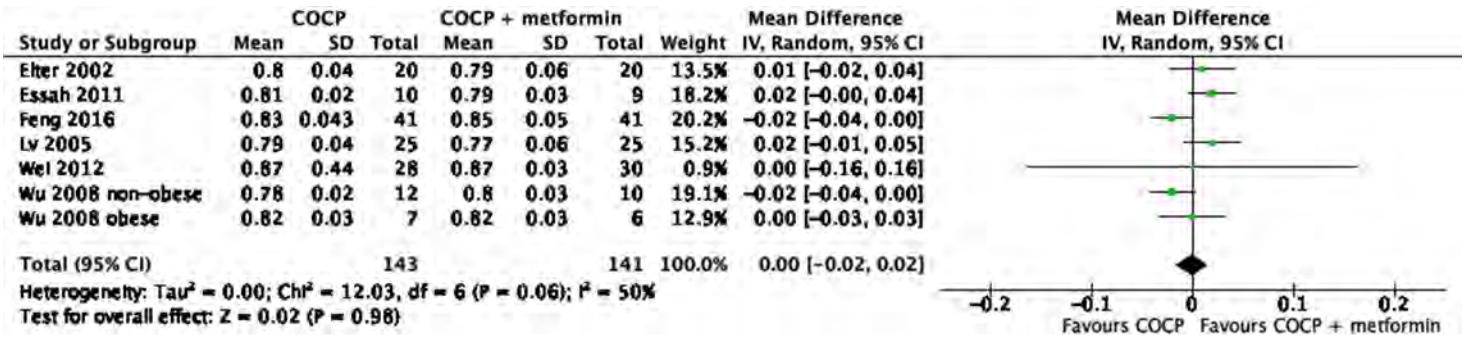 COCP COCP + metformin Mean Difference Mean Difference
Study or Subgroup Mean SD Total Mean SD Total Weight IV, Random, 95% CI IV, Random, 95% CI
Elter 2002 0.8 0.04 20 0.79 0.06 20 13.5% 0.01 [−0.02, 0.04]
Essah 2011 0.81 0.02 10 0.79 0.03 9 18.2% 0.02 [−0.00, 0.04]
Feng 2016 0.83 0.043 41 0.85 0.05 41 20.2% −0.02 [−0.04, 0.00]
Lv 2005 0.79 0.04 25 0.77 0.06 25 15.2% 0.02 [−0.01, 0.05]
Wei 2012 0.87 0.44 28 0.87 0.03 30 0.9% 0.00 [−0.16, 0.16]
Wu 2008 non-obese 0.78 0.02 12 0.8 0.03 10 19.1% −0.02 [−0.04, 0.00]
Wu 2008 obese 0.82 0.03 7 0.82 0.03 6 12.9% 0.00 [−0.03, 0.03]
Total (95% CI) 143 141 100.0% 0.00 [−0.02, 0.02]
Heterogeneity: Tau² = 0.00; Chi² = 12.03, df = 6 (P = 0.06); I² = 50%
Test for overall effect: Z = 0.02 (P = 0.98)
−0.2 −0.1 0 0.1 0.2
Favours COCP Favours COCP + metformin